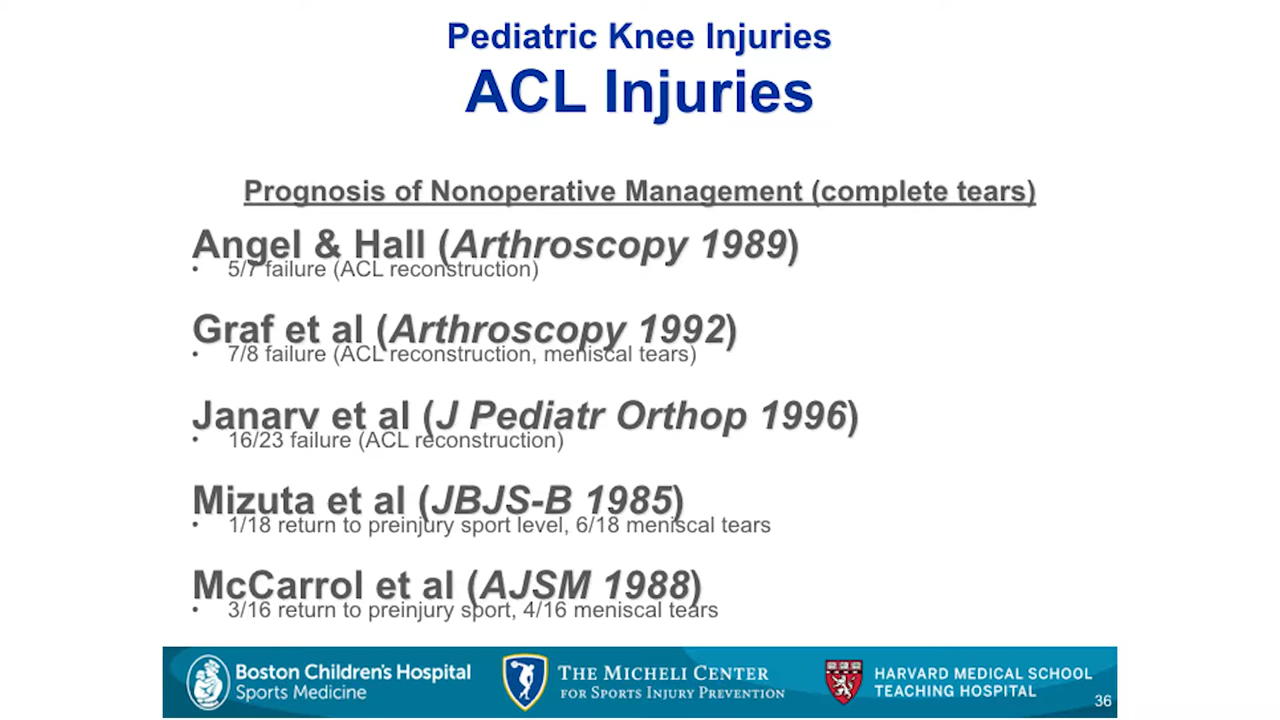 Pediatric Knee Injuries
ACL Injuries
Prognosis of Nonoperative Management (complete tears)
Angel & Hall (Arthroscopy 1989)
• 5/7 failure (ACL reconstruction)
Graf et al (Arthroscopy 1992)
• 7/8 failure (ACL reconstruction, meniscal tears)
Janarv et al (J Pediatr Orthop 1996)
• 16/23 failure (ACL reconstruction)
Mizuta et al (JBJS-B 1985)
• 1/18 return to preinjury sport level, 6/18 meniscal tears
McCarrol et al (AJSM 1988)
• 3/16 return to preinjury sport, 4/16 meniscal tears
Boston Children's Hospital
Sports Medicine
THE MICHELI CENTER
FOR SPORTS INJURY PREVENTION
HARVARD MEDICAL SCHOOL
TEACHING HOSPITAL
36